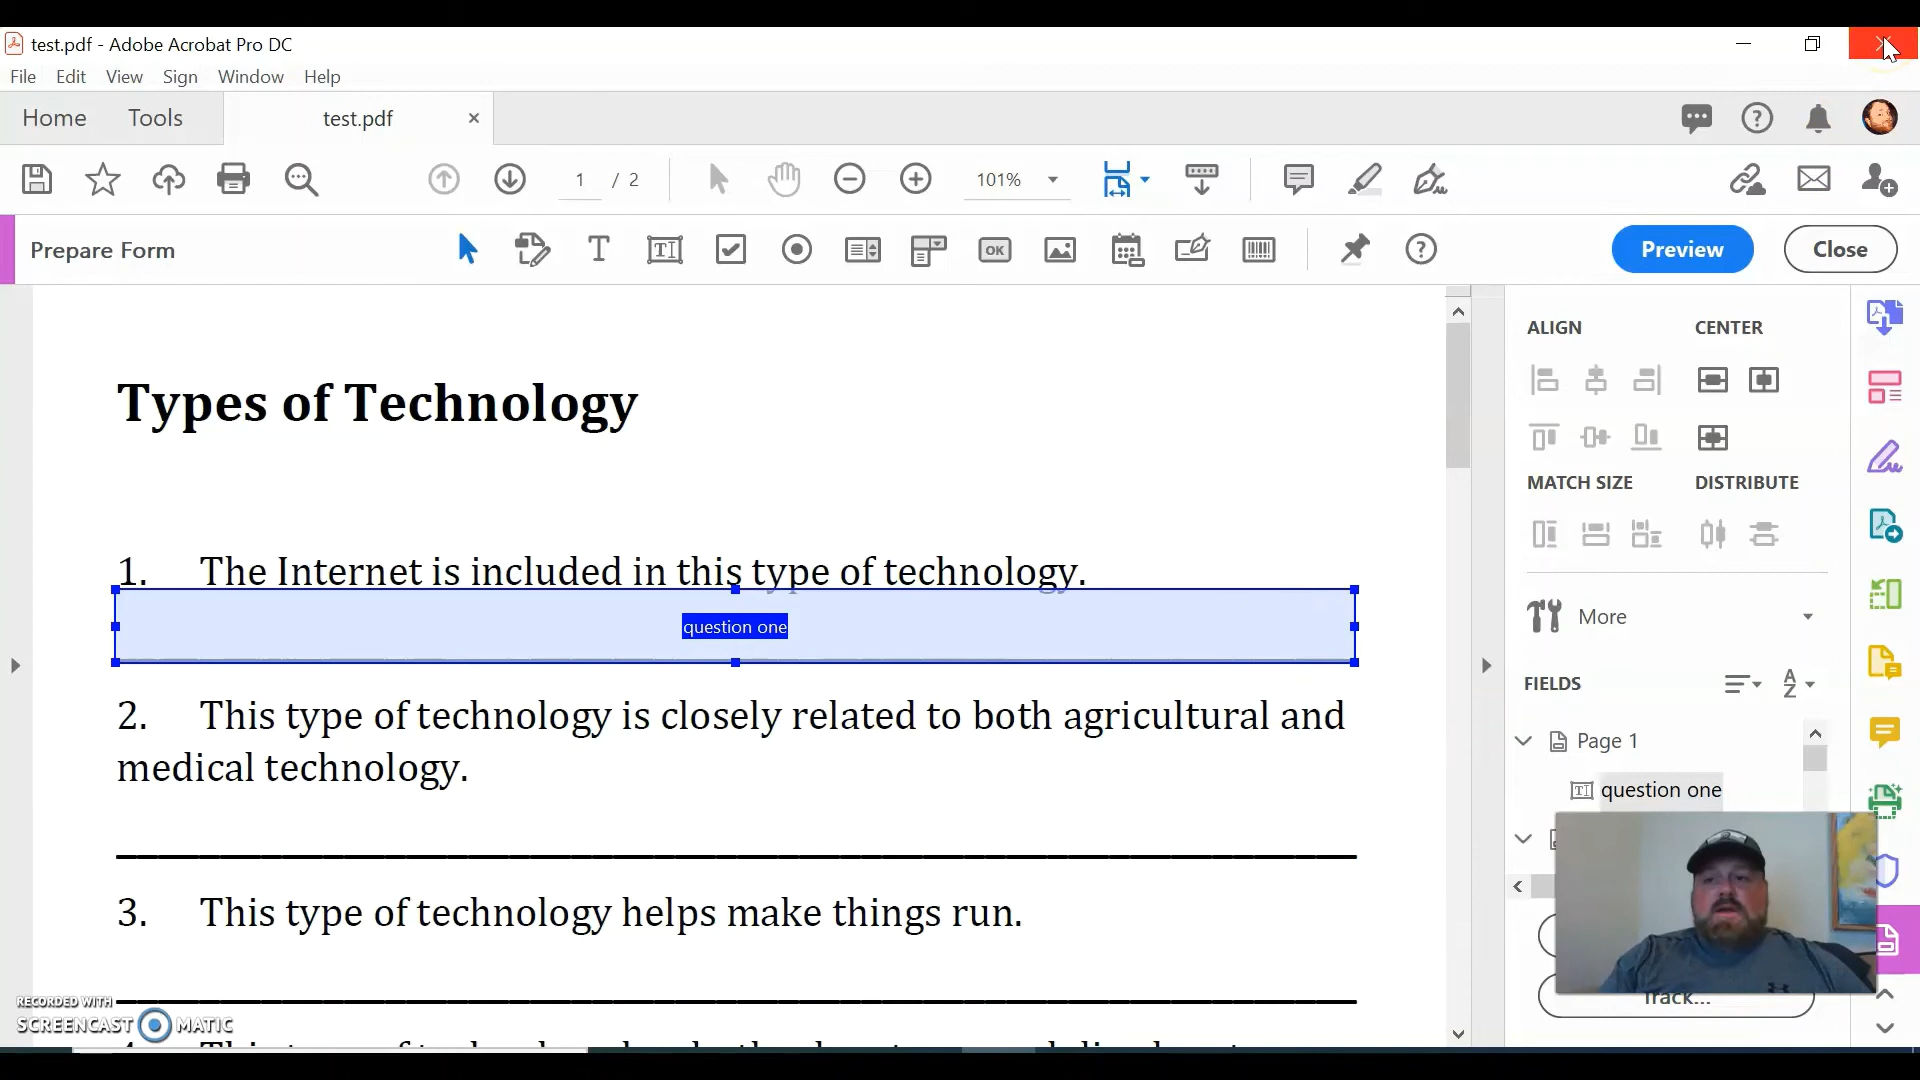 test.pdf - Adobe Acrobat Pro DC
File Edit View Sign Window Help
Home Tools test.pdf
1 / 2 101%
Prepare Form OK Preview Close
Types of Technology
1. The Internet is included in this type of technology.
question one
2. This type of technology is closely related to both agricultural and
medical technology.
3. This type of technology helps make things run.
ALIGN CENTER
MATCH SIZE DISTRIBUTE
More
FIELDS
Page 1
question one
Track...
RECORDED WITH
SCREENCAST MATIC